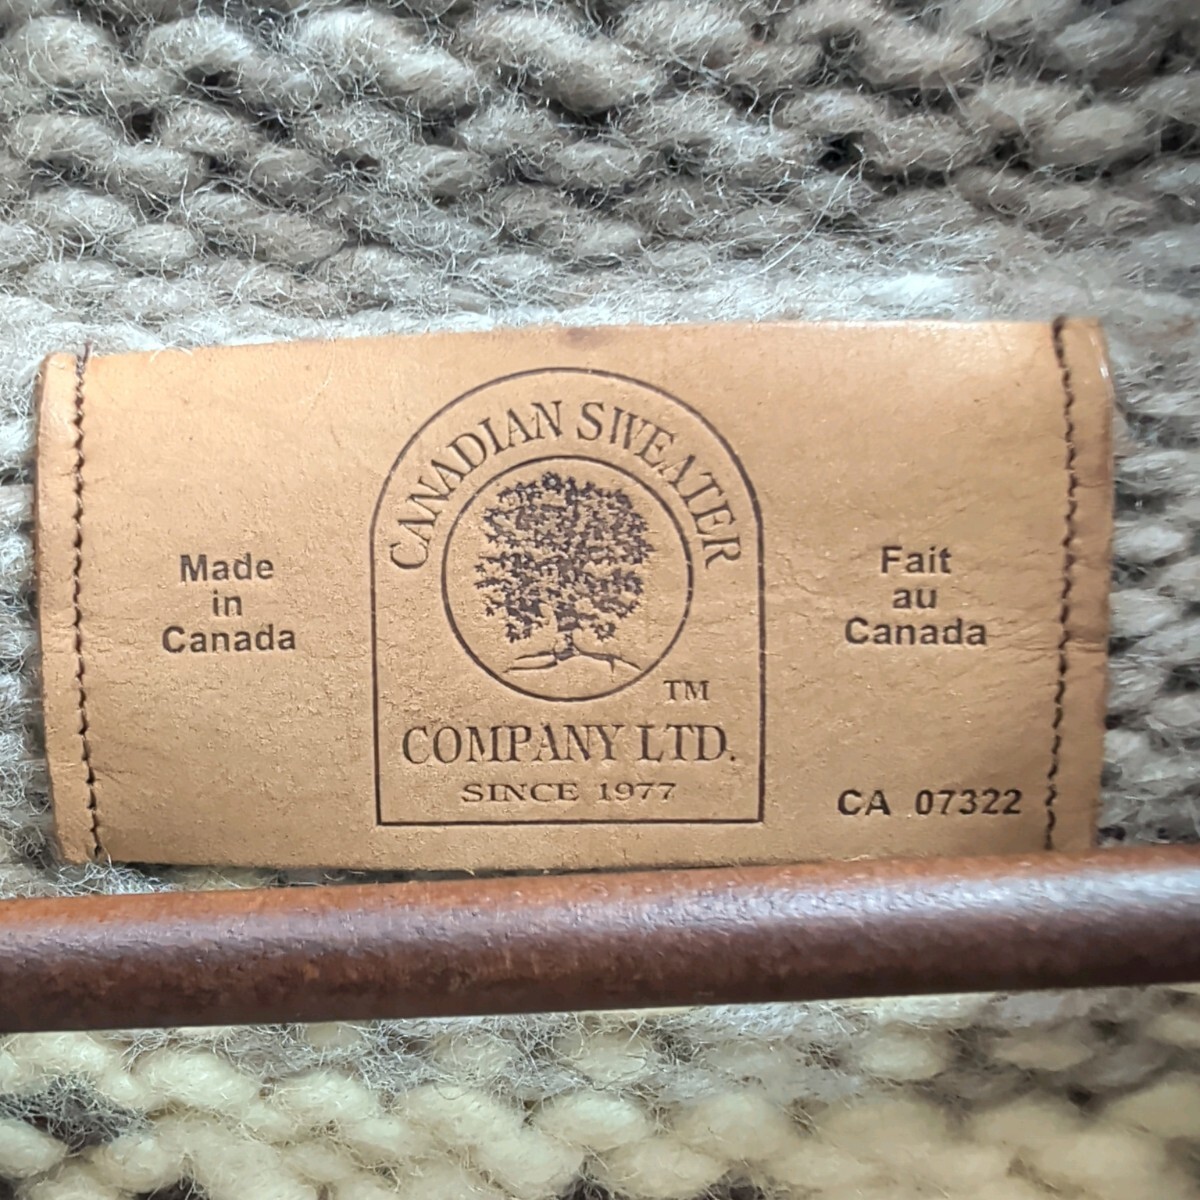 Made
in
Canada
CANADIAN SWEATER
TM
COMPANY LTD.
SINCE 1977
Fait
au
Canada
CA 07322